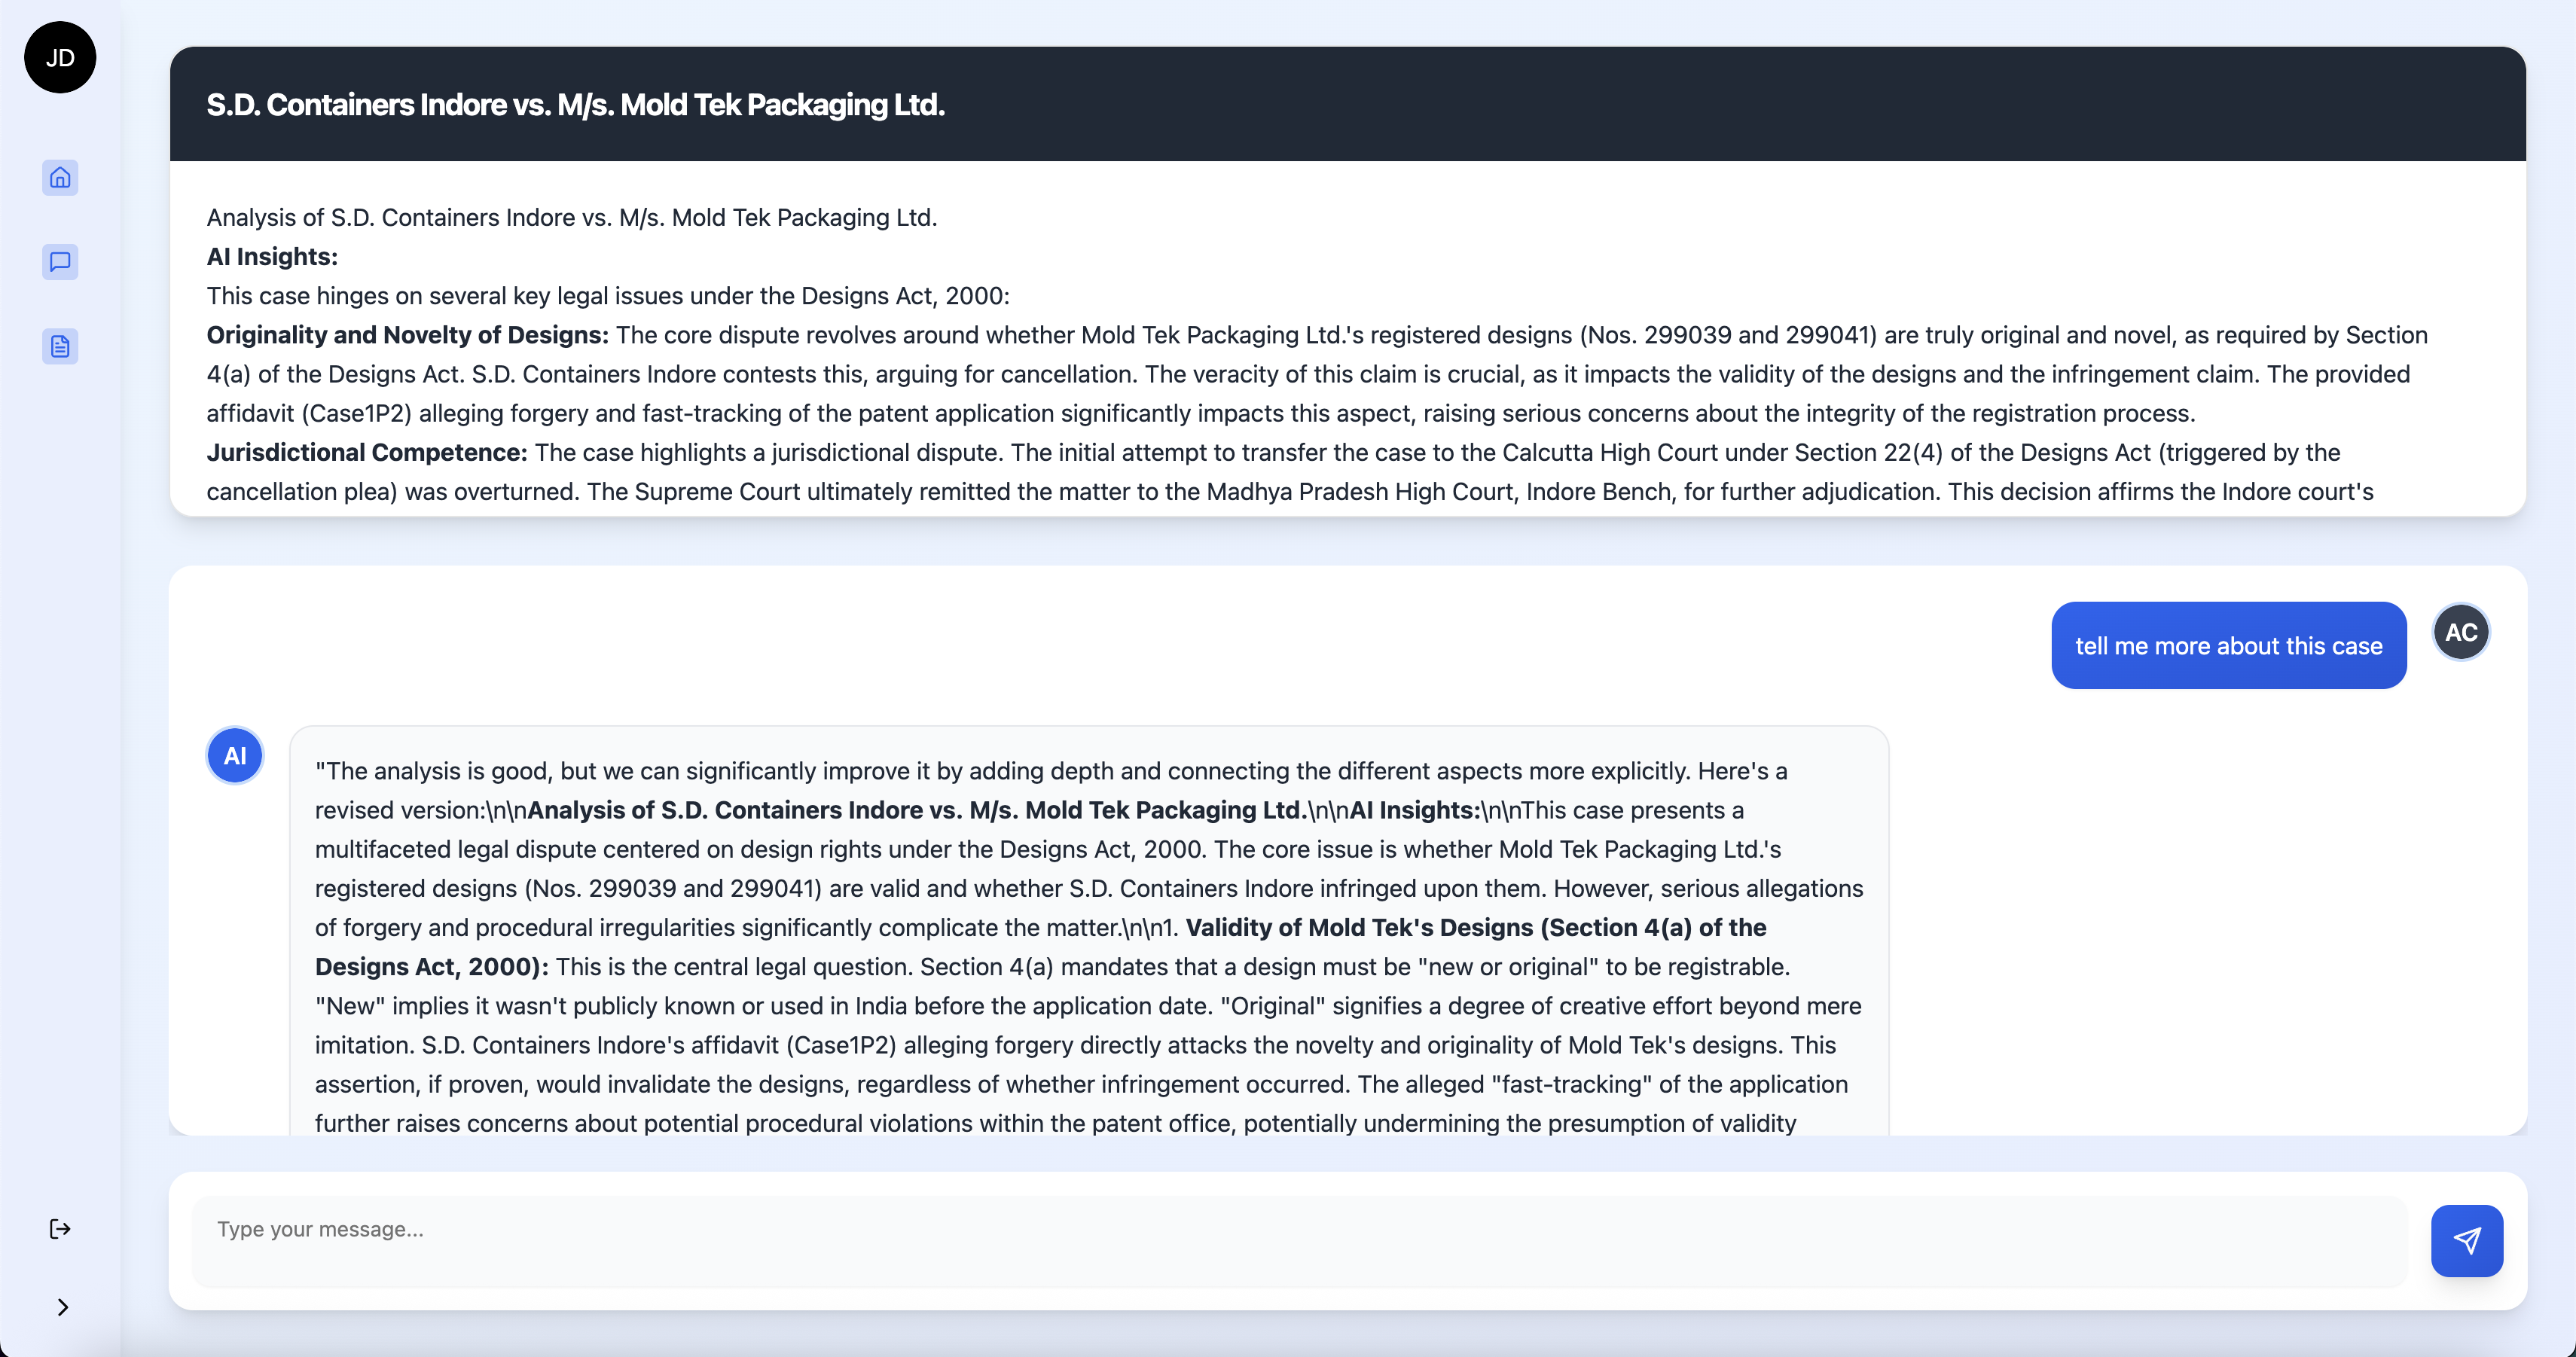 JD
S.D. Containers Indore vs. M/s. Mold Tek Packaging Ltd.
Analysis of S.D. Containers Indore vs. M/s. Mold Tek Packaging Ltd.
AI Insights:
This case hinges on several key legal issues under the Designs Act, 2000:
Originality and Novelty of Designs: The core dispute revolves around whether Mold Tek Packaging Ltd.'s registered designs (Nos. 299039 and 299041) are truly original and novel, as required by Section
4(a) of the Designs Act. S.D. Containers Indore contests this, arguing for cancellation. The veracity of this claim is crucial, as it impacts the validity of the designs and the infringement claim. The provided
affidavit (Case1P2) alleging forgery and fast-tracking of the patent application significantly impacts this aspect, raising serious concerns about the integrity of the registration process.
Jurisdictional Competence: The case highlights a jurisdictional dispute. The initial attempt to transfer the case to the Calcutta High Court under Section 22(4) of the Designs Act (triggered by the
cancellation plea) was overturned. The Supreme Court ultimately remitted the matter to the Madhya Pradesh High Court, Indore Bench, for further adjudication. This decision affirms the Indore court's
tell me more about this case
AC
AI
"The analysis is good, but we can significantly improve it by adding depth and connecting the different aspects more explicitly. Here's a
revised version:\n\nAnalysis of S.D. Containers Indore vs. M/s. Mold Tek Packaging Ltd.\n\nAI Insights:\n\nThis case presents a
multifaceted legal dispute centered on design rights under the Designs Act, 2000. The core issue is whether Mold Tek Packaging Ltd.'s
registered designs (Nos. 299039 and 299041) are valid and whether S.D. Containers Indore infringed upon them. However, serious allegations
of forgery and procedural irregularities significantly complicate the matter.\n\n1. Validity of Mold Tek's Designs (Section 4(a) of the
Designs Act, 2000): This is the central legal question. Section 4(a) mandates that a design must be "new or original" to be registrable.
"New" implies it wasn't publicly known or used in India before the application date. "Original" signifies a degree of creative effort beyond mere
imitation. S.D. Containers Indore's affidavit (Case1P2) alleging forgery directly attacks the novelty and originality of Mold Tek's designs. This
assertion, if proven, would invalidate the designs, regardless of whether infringement occurred. The alleged "fast-tracking" of the application
further raises concerns about potential procedural violations within the patent office, potentially undermining the presumption of validity
Type your message...